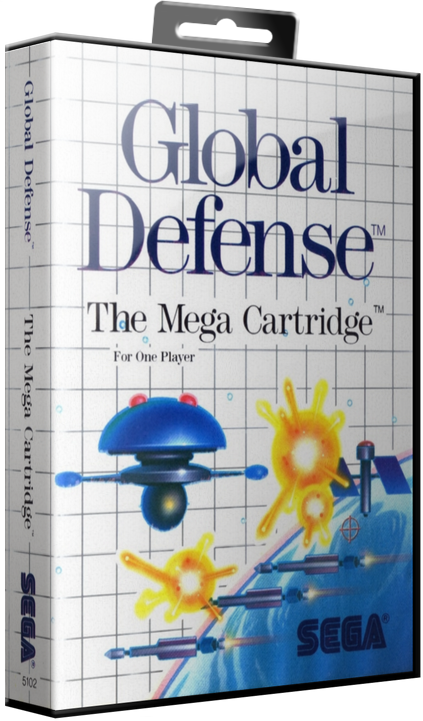 Global
Defense™
The Mega Cartridge™
For One Player
SEGA®
Global Defense™
The Mega Cartridge™
SEGA®
5102